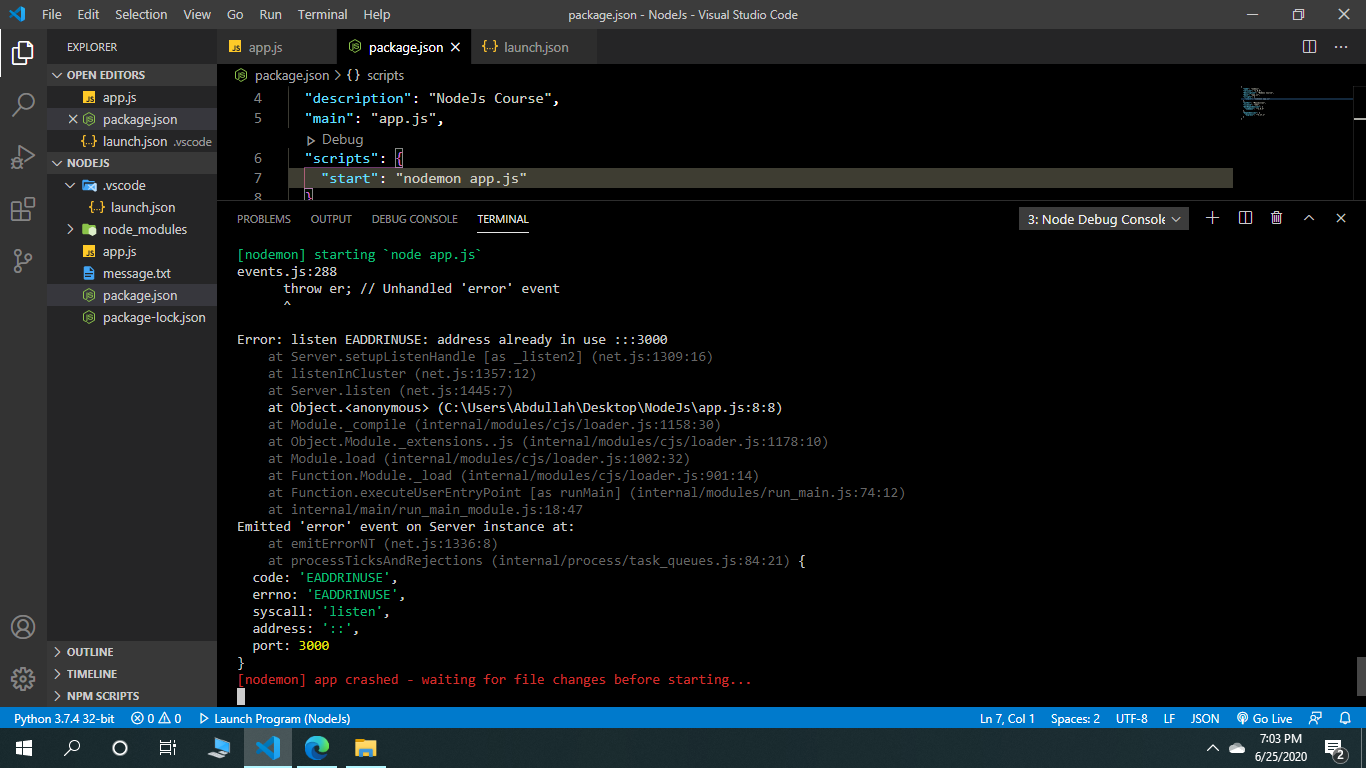 File Edit Selection View Go Run Terminal Help
package.json - NodeJs - Visual Studio Code
EXPLORER
OPEN EDITORS
app.js
package.json
launch.json .vscode
NODEJS
.vscode
launch.json
node_modules
app.js
message.txt
package.json
package-lock.json
OUTLINE
TIMELINE
NPM SCRIPTS
app.js package.json launch.json
package.json > {} scripts
4 "description": "NodeJs Course",
5 "main": "app.js",
Debug
6 "scripts": {
7 "start": "nodemon app.js"
8 }
PROBLEMS OUTPUT DEBUG CONSOLE TERMINAL
3: Node Debug Console
[nodemon] starting `node app.js`
events.js:288
throw er; // Unhandled 'error' event
^
Error: listen EADDRINUSE: address already in use :::3000
at Server.setupListenHandle [as _listen2] (net.js:1309:16)
at listenInCluster (net.js:1357:12)
at Server.listen (net.js:1445:7)
at Object.<anonymous> (C:\Users\Abdullah\Desktop\NodeJs\app.js:8:8)
at Module._compile (internal/modules/cjs/loader.js:1158:30)
at Object.Module._extensions..js (internal/modules/cjs/loader.js:1178:10)
at Module.load (internal/modules/cjs/loader.js:1002:32)
at Function.Module._load (internal/modules/cjs/loader.js:901:14)
at Function.executeUserEntryPoint [as runMain] (internal/modules/run_main.js:74:12)
at internal/main/run_main_module.js:18:47
Emitted 'error' event on Server instance at:
at emitErrorNT (net.js:1336:8)
at processTicksAndRejections (internal/process/task_queues.js:84:21) {
code: 'EADDRINUSE',
errno: 'EADDRINUSE',
syscall: 'listen',
address: '::',
port: 3000
}
[nodemon] app crashed - waiting for file changes before starting...
Python 3.7.4 32-bit 0 0 Launch Program (NodeJs)
Ln 7, Col 1 Spaces: 2 UTF-8 LF JSON Go Live
7:03 PM
6/25/2020
2